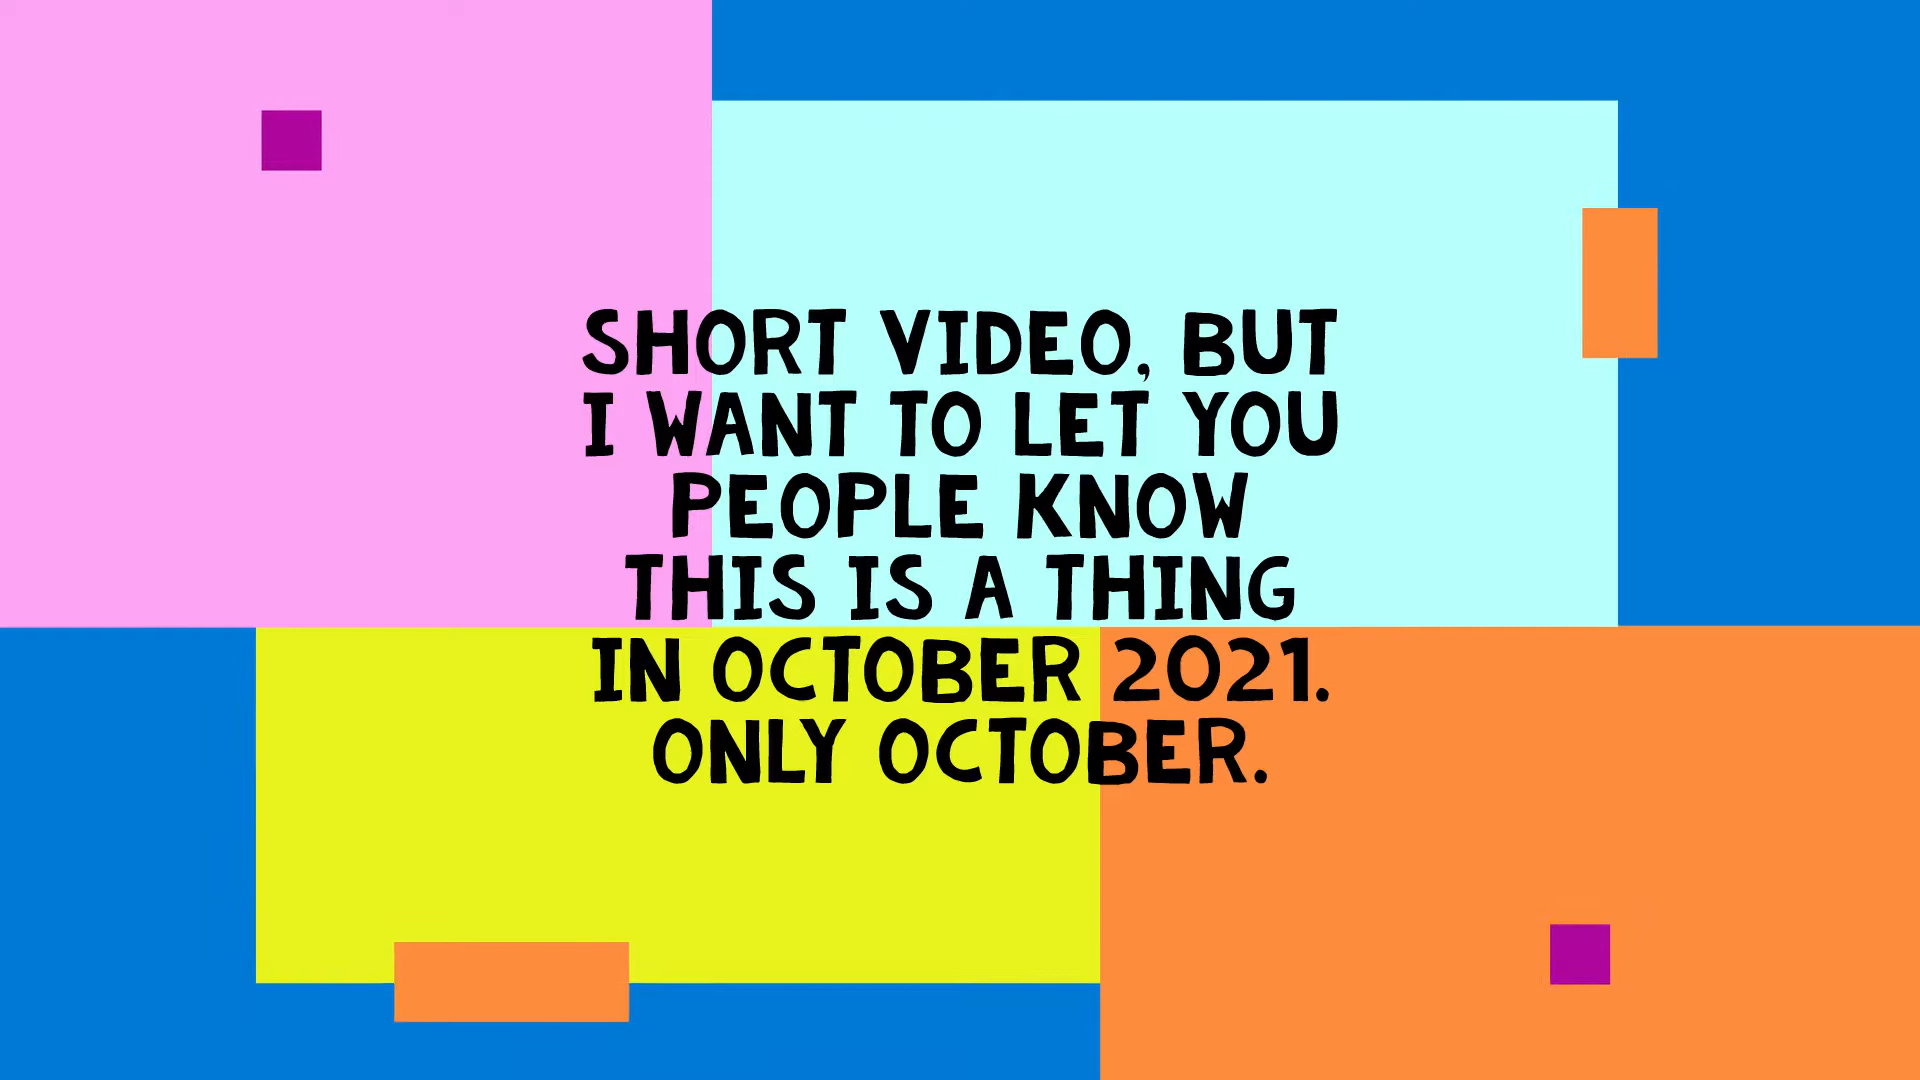 SHORT VIDEO, BUT
I WANT TO LET YOU
PEOPLE KNOW
THIS IS A THING
IN OCTOBER 2021.
ONLY OCTOBER.